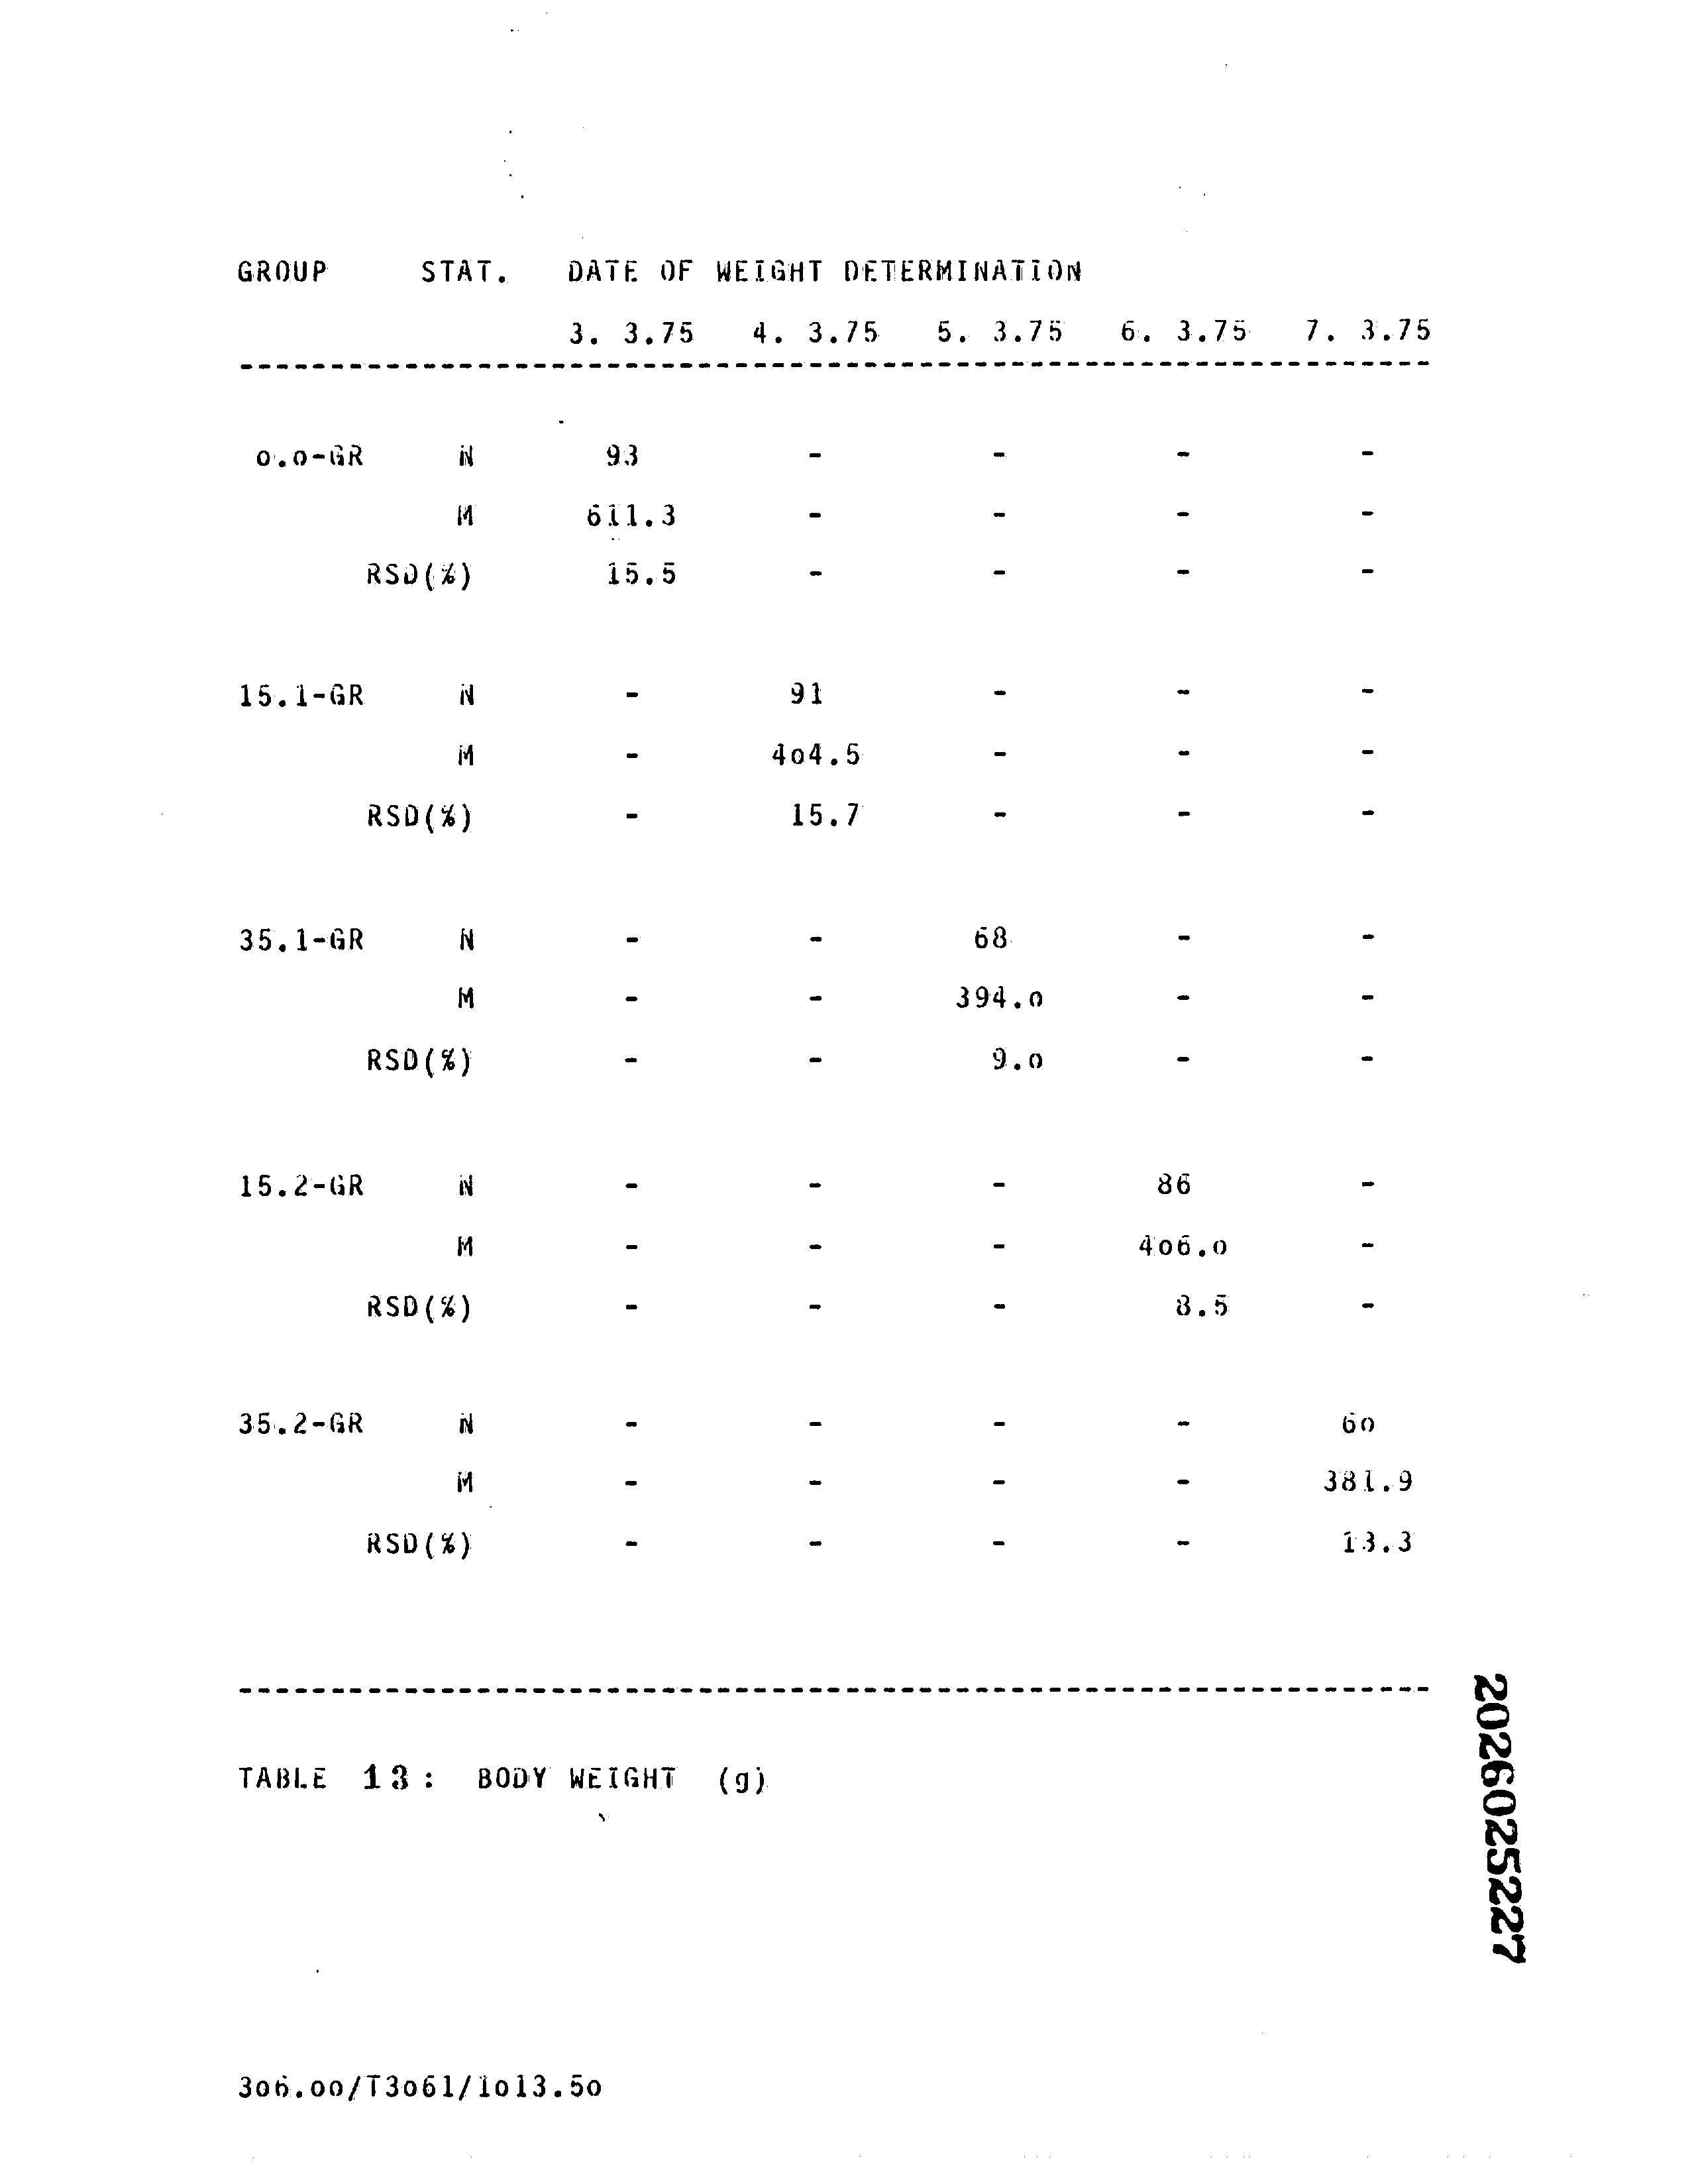 GROUP STAT. DATE OF WEIGHT DETERMINATION
3. 3.75 4. 3.75 5. 3.75 6. 3.75 7. 3.75
--------------------------------------------------
o.o-GR N 93 - - - -
M 611.3 - - - -
RSD(%) 15.5 - - - -
15.1-GR N - 91 - - -
M - 4o4.5 - - -
RSD(%) - 15.7 - - -
35.1-GR N - - 68 - -
M - - 394.o - -
RSD(%) - - 9.o - -
15.2-GR N - - - 86 -
M - - - 4o6.o -
RSD(%) - - - 8.5 -
35.2-GR N - - - - 6o
M - - - - 381.9
RSD(%) - - - - 13.3
--------------------------------------------------
TABLE 13: BODY WEIGHT (g)
2026025227
3o6.oo/T3o61/1o13.5o